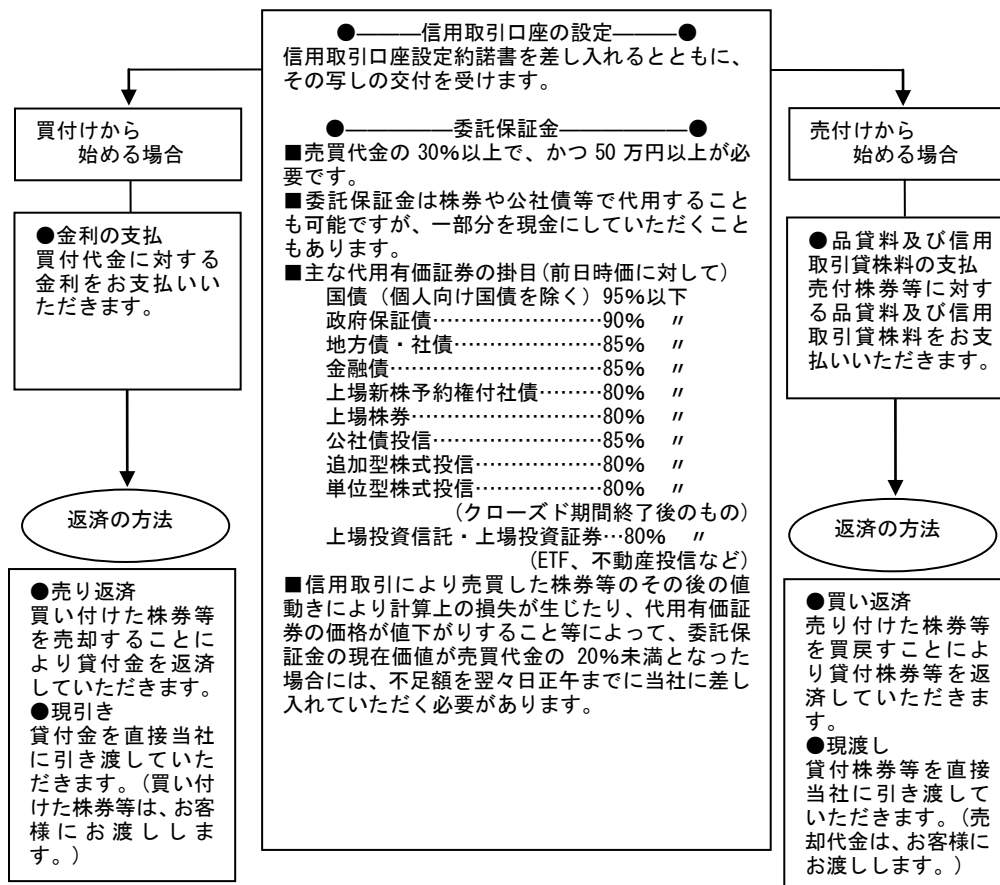 ●―――信用取引口座の設定―――●
信用取引口座設定約諾書を差し入れるとともに、
その写しの交付を受けます。
●―――――委託保証金―――――●
■売買代金の 30%以上で、かつ 50 万円以上が必
要です。
■委託保証金は株券や公社債等で代用すること
も可能ですが、一部分を現金にしていただくこと
もあります。
■主な代用有価証券の掛目(前日時価に対して)
国債（個人向け国債を除く）95%以下
政府保証債……………………90% 〃
地方債・社債…………………85% 〃
金融債…………………………85% 〃
上場新株予約権付社債………80% 〃
上場株券………………………80% 〃
公社債投信……………………85% 〃
追加型株式投信………………80% 〃
単位型株式投信………………80% 〃
(クローズド期間終了後のもの)
上場投資信託・上場投資証券…80% 〃
(ETF、不動産投信など)
■信用取引により売買した株券等のその後の値
動きにより計算上の損失が生じたり、代用有価証
券の価格が値下がりすること等によって、委託保
証金の現在価値が売買代金の 20%未満となった
場合には、不足額を翌々日正午までに当社に差し
入れていただく必要があります。
買付けから
始める場合
●金利の支払
買付代金に対する
金利をお支払いい
ただきます。
返済の方法
●売り返済
買い付けた株券等
を売却することに
より貸付金を返済
していただきます。
●現引き
貸付金を直接当社
に引き渡していた
だきます。(買い付
けた株券等は、お客
様にお渡ししま
す。)
売付けから
始める場合
●品貸料及び信用
取引貸株料の支払
売付株券等に対す
る品貸料及び信用
取引貸株料をお支
払いいただきます。
返済の方法
●買い返済
売り付けた株券等
を買戻すことによ
り貸付株券等を返
済していただきま
す。
●現渡し
貸付株券等を直接
当社に引き渡して
いただきます。(売
却代金は、お客様に
お渡しします。)